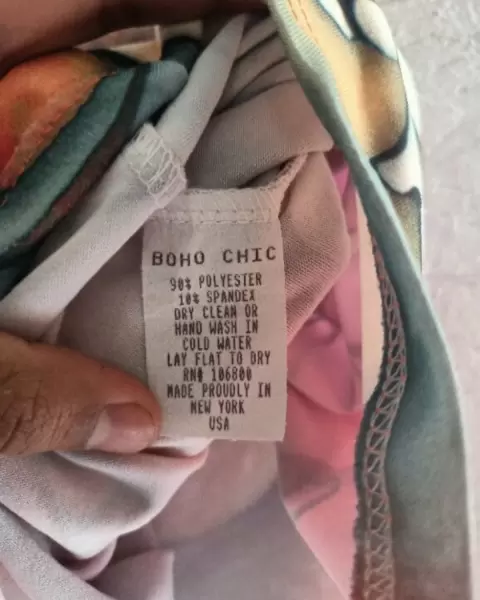 BOHO CHIC
90% POLYESTER
10% SPANDEX
DRY CLEAN OR
HAND WASH IN
COLD WATER
LAY FLAT TO DRY
RN# 106800
MADE PROUDLY IN
NEW YORK
USA